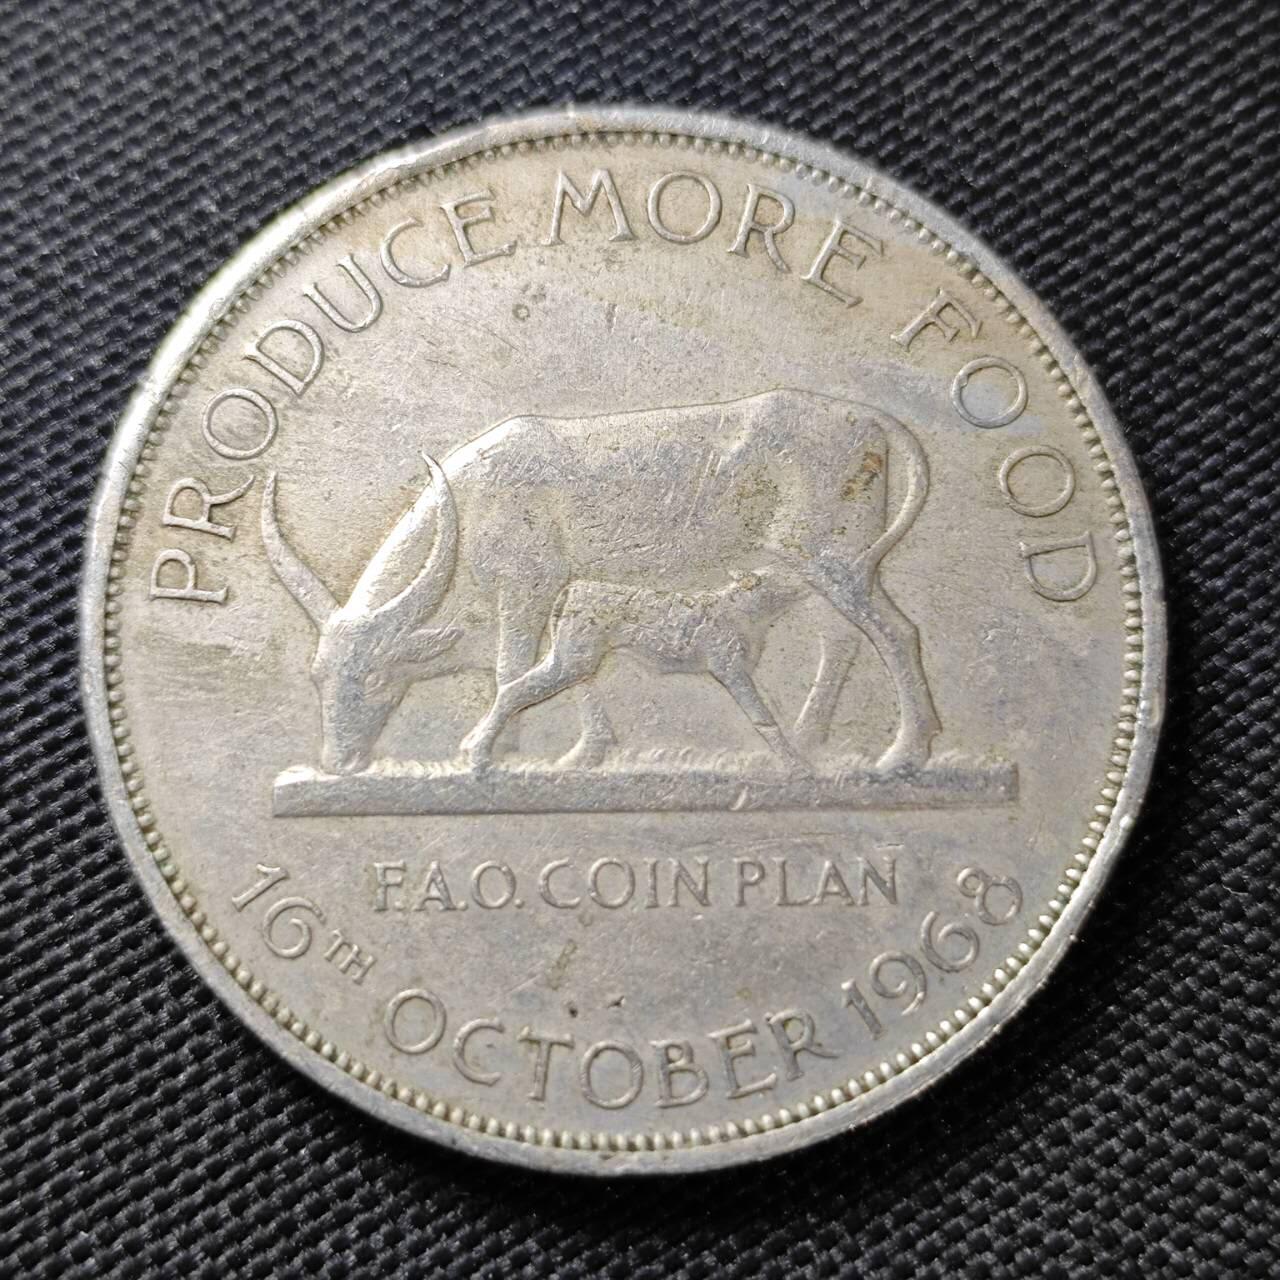 PRODUCE MORE FOOD
F.A.O. COIN PLAN
16TH OCTOBER 1968